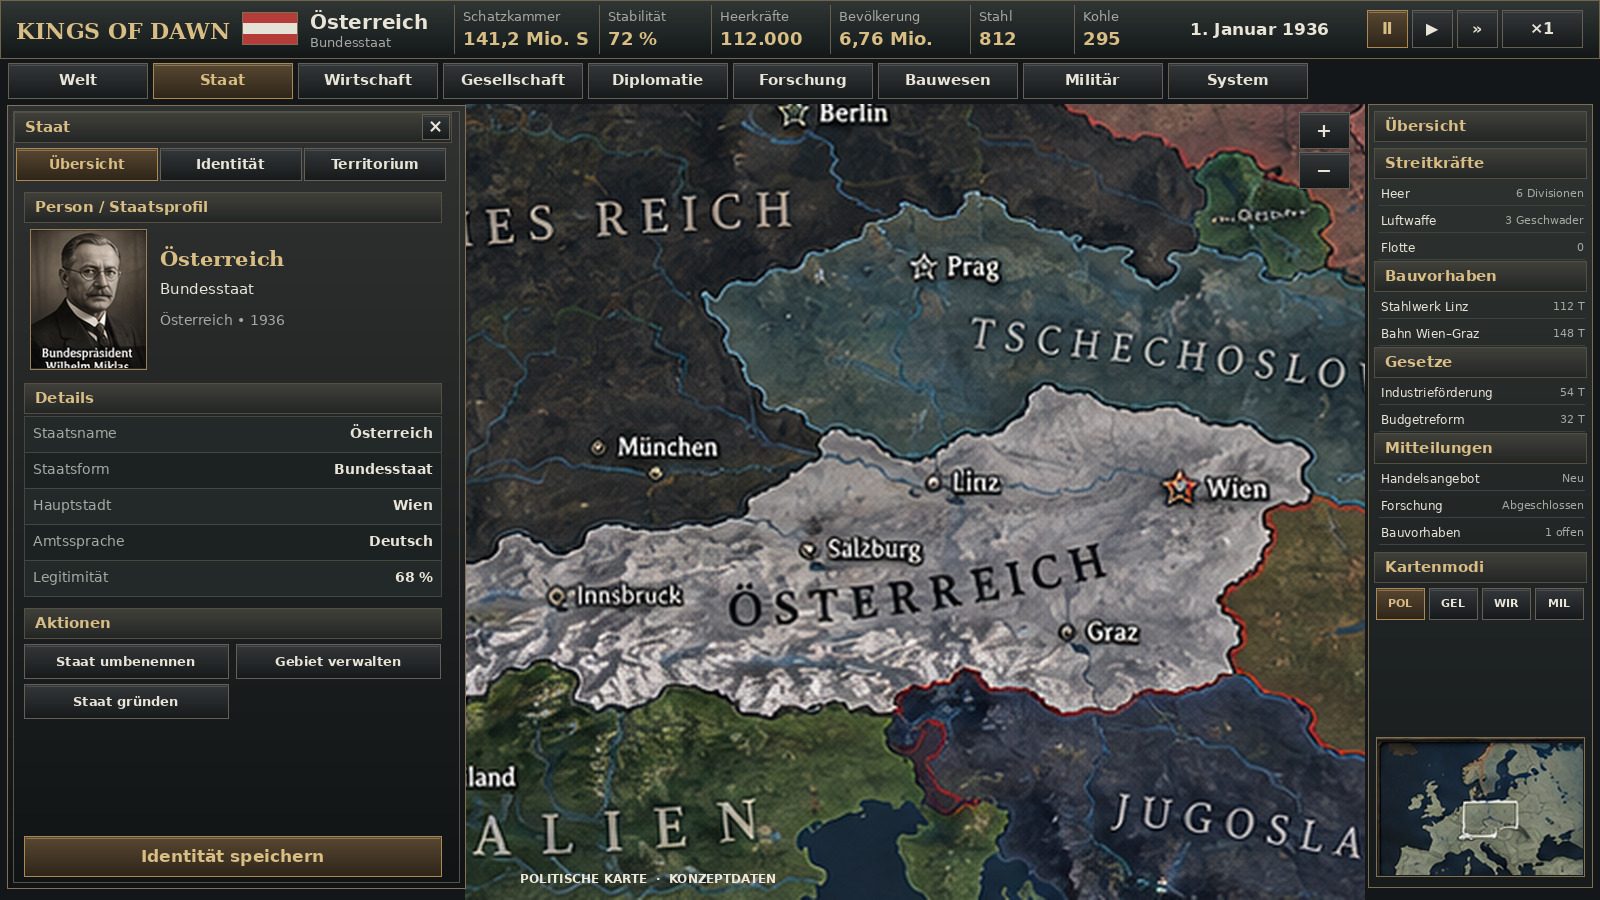 KINGS OF DAWN
Österreich
Bundesstaat
Schatzkammer
141,2 Mio. S
Stabilität
72 %
Heerkräfte
112.000
Bevölkerung
6,76 Mio.
Stahl
812
Kohle
295
1. Januar 1936
II
▶
»
×1
Welt
Staat
Wirtschaft
Gesellschaft
Diplomatie
Forschung
Bauwesen
Militär
System
Staat
×
Übersicht
Identität
Territorium
Person / Staatsprofil
Bundespräsident
Wilhelm Miklas
Österreich
Bundesstaat
Österreich • 1936
Details
Staatsname Österreich
Staatsform Bundesstaat
Hauptstadt Wien
Amtssprache Deutsch
Legitimität 68 %
Aktionen
Staat umbenennen
Gebiet verwalten
Staat gründen
Identität speichern
Berlin
IES REICH
Prag
TSCHECHOSLO
München
Linz
Wien
Salzburg
ÖSTERREICH
Innsbruck
Graz
land
ALIEN
JUGOSLA
POLITISCHE KARTE · KONZEPTDATEN
+
−
Übersicht
Streitkräfte
Heer 6 Divisionen
Luftwaffe 3 Geschwader
Flotte 0
Bauvorhaben
Stahlwerk Linz 112 T
Bahn Wien–Graz 148 T
Gesetze
Industrieförderung 54 T
Budgetreform 32 T
Mitteilungen
Handelsangebot Neu
Forschung Abgeschlossen
Bauvorhaben 1 offen
Kartenmodi
POL
GEL
WIR
MIL